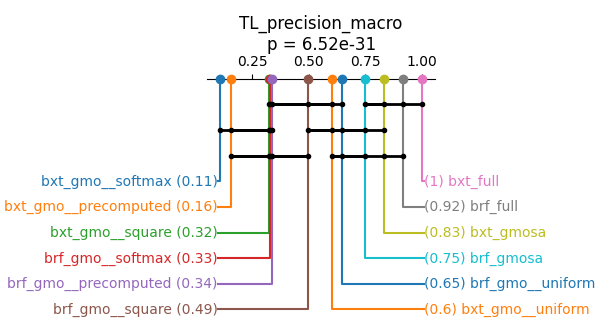 TL_precision_macro
p = 6.52e-31
0.25 0.50 0.75 1.00
bxt_gmo__softmax (0.11) (1) bxt_full
bxt_gmo__precomputed (0.16) (0.92) brf_full
bxt_gmo__square (0.32) (0.83) bxt_gmosa
brf_gmo__softmax (0.33) (0.75) brf_gmosa
brf_gmo__precomputed (0.34) (0.65) brf_gmo__uniform
brf_gmo__square (0.49) (0.6) bxt_gmo__uniform